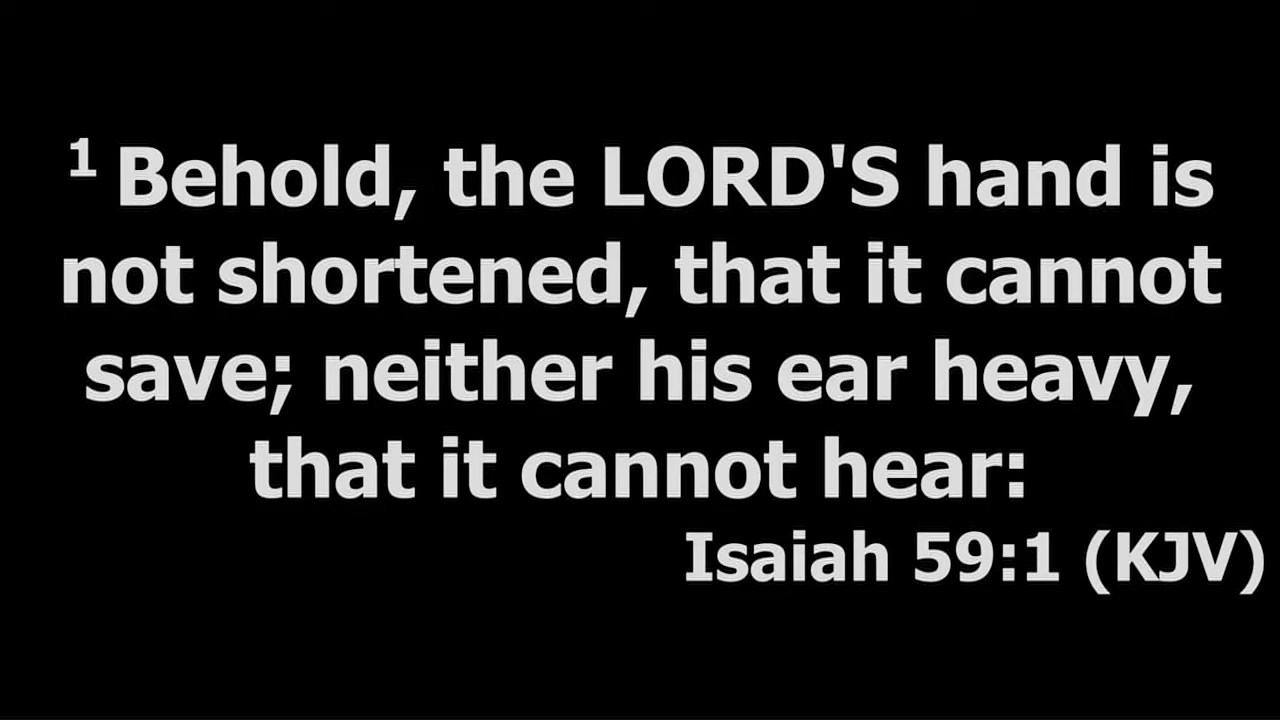 1 Behold, the LORD'S hand is
not shortened, that it cannot
save; neither his ear heavy,
that it cannot hear:
Isaiah 59:1 (KJV)